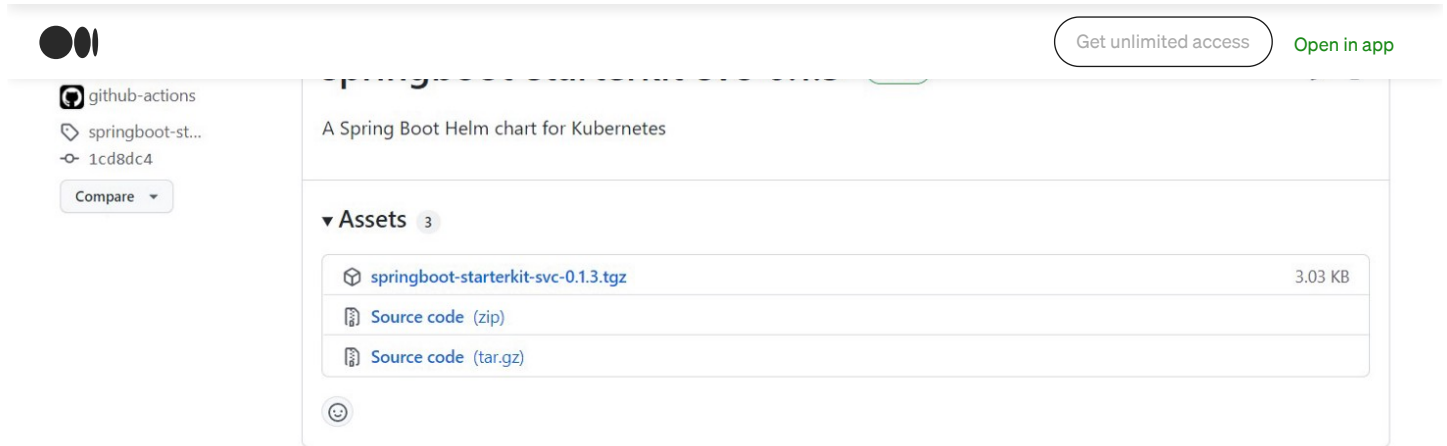 Get unlimited access
Open in app
github-actions
springboot-st...
1cd8dc4
Compare
A Spring Boot Helm chart for Kubernetes
Assets 3
springboot-starterkit-svc-0.1.3.tgz 3.03 KB
Source code (zip)
Source code (tar.gz)